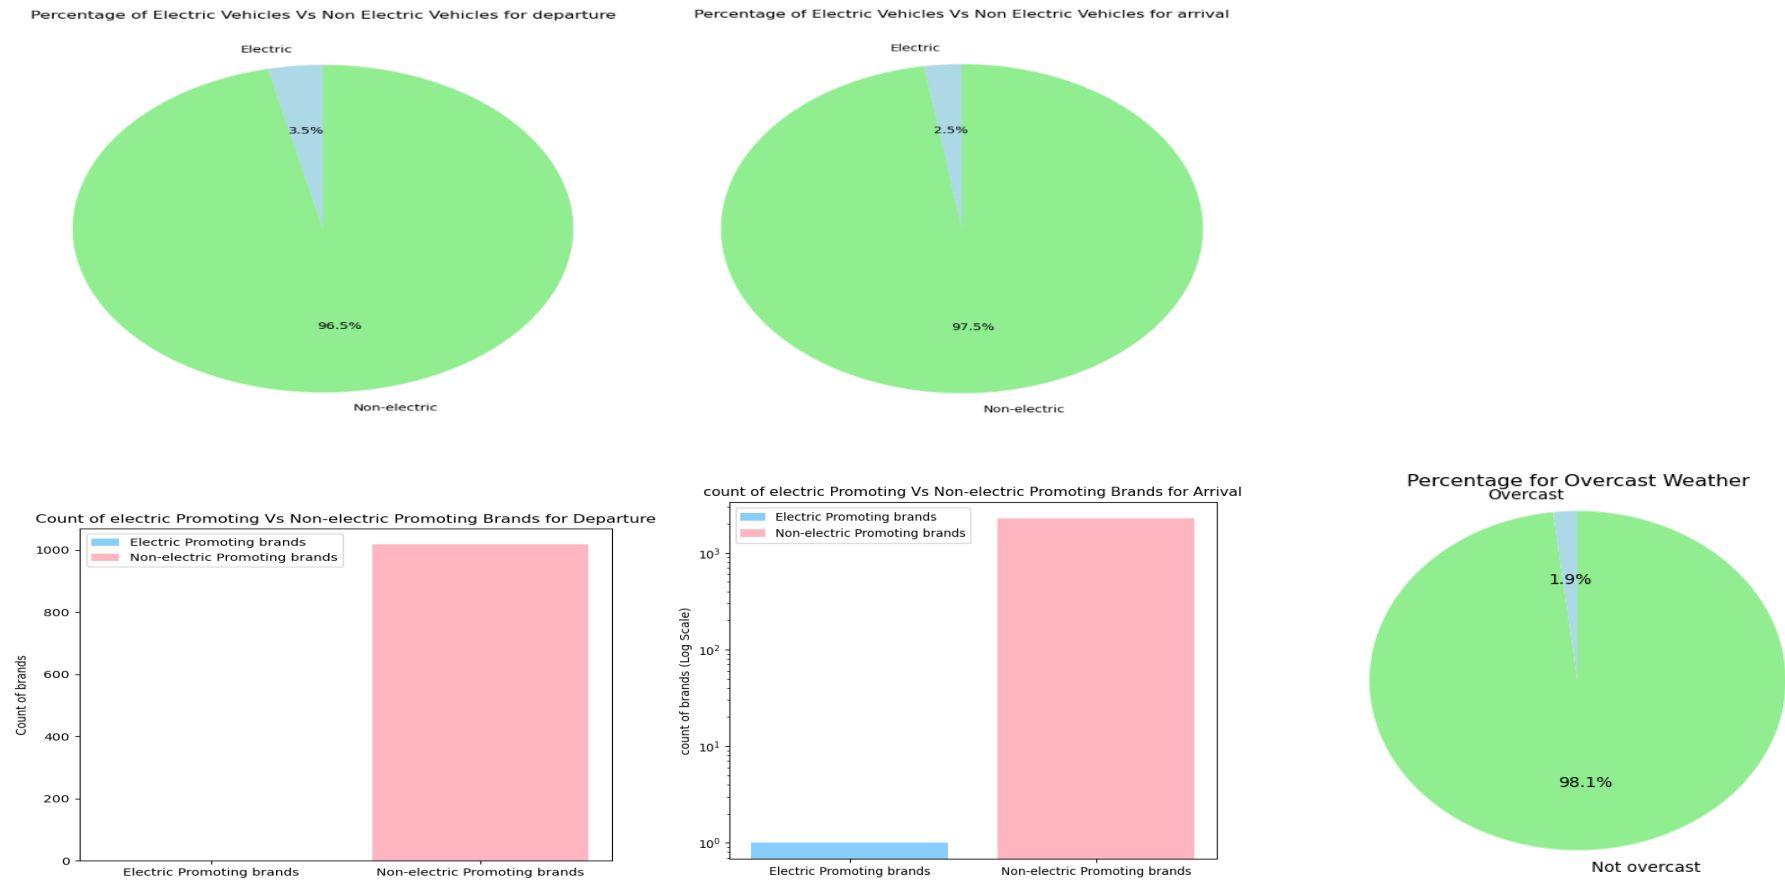 Percentage of Electric Vehicles Vs Non Electric Vehicles for departure
Electric
3.5%
96.5%
Non-electric
Percentage of Electric Vehicles Vs Non Electric Vehicles for arrival
Electric
2.5%
97.5%
Non-electric
Count of electric Promoting Vs Non-electric Promoting Brands for Departure
Electric Promoting brands
Non-electric Promoting brands
Count of brands
1000
800
600
400
200
0
Electric Promoting brands
Non-electric Promoting brands
count of electric Promoting Vs Non-electric Promoting Brands for Arrival
Electric Promoting brands
Non-electric Promoting brands
count of brands (Log Scale)
10³
10²
10¹
10⁰
Electric Promoting brands
Non-electric Promoting brands
Percentage for Overcast Weather
Overcast
1.9%
98.1%
Not overcast